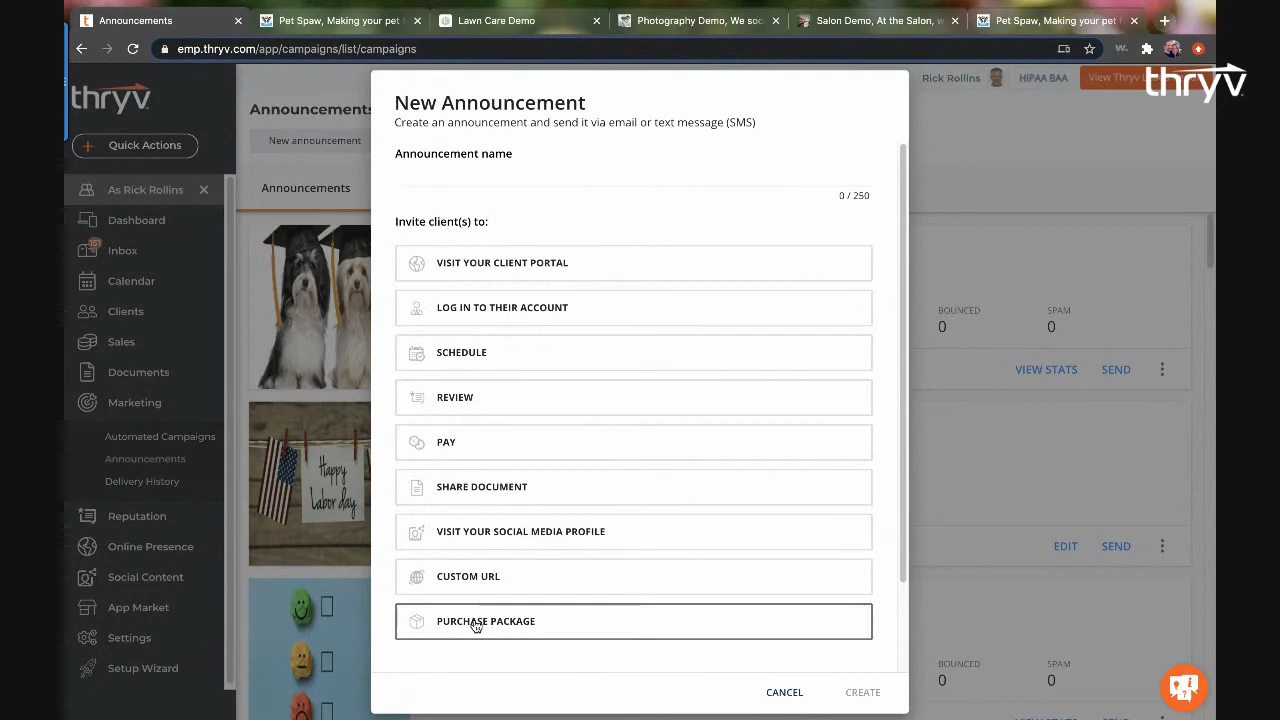 Announcements
Pet Spaw, Making your pet f
Lawn Care Demo
Photography Demo, We soc
Salon Demo, At the Salon, w
Pet Spaw, Making your pet f
emp.thryv.com/app/campaigns/list/campaigns
thryv
Quick Actions
As Rick Rollins
Dashboard
151
Inbox
Calendar
Clients
Sales
Documents
Marketing
Automated Campaigns
Announcements
Delivery History
Reputation
Online Presence
Social Content
App Market
Settings
Setup Wizard
Announcements
New announcement
Announcements
Happy
Labor day
New Announcement
Create an announcement and send it via email or text message (SMS)
Announcement name
0 / 250
Invite client(s) to:
VISIT YOUR CLIENT PORTAL
LOG IN TO THEIR ACCOUNT
SCHEDULE
REVIEW
PAY
SHARE DOCUMENT
VISIT YOUR SOCIAL MEDIA PROFILE
CUSTOM URL
PURCHASE PACKAGE
CANCEL
CREATE
Rick Rollins
HIPAA BAA
View Thryv
thryv
BOUNCED
SPAM
0
0
VIEW STATS
SEND
EDIT
SEND
BOUNCED
SPAM
0
0